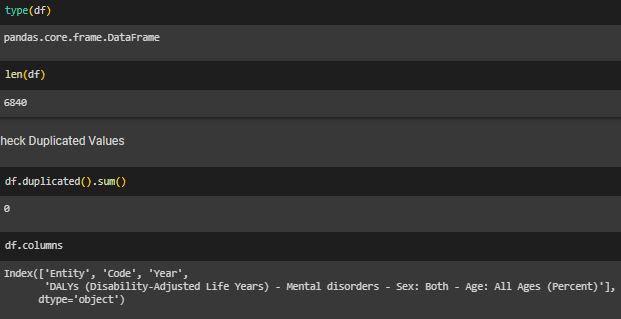 type(df)
pandas.core.frame.DataFrame
len(df)
6840
heck Duplicated Values
df.duplicated().sum()
0
df.columns
Index(['Entity', 'Code', 'Year',
'DALYs (Disability-Adjusted Life Years) - Mental disorders - Sex: Both - Age: All Ages (Percent)'],
dtype='object')